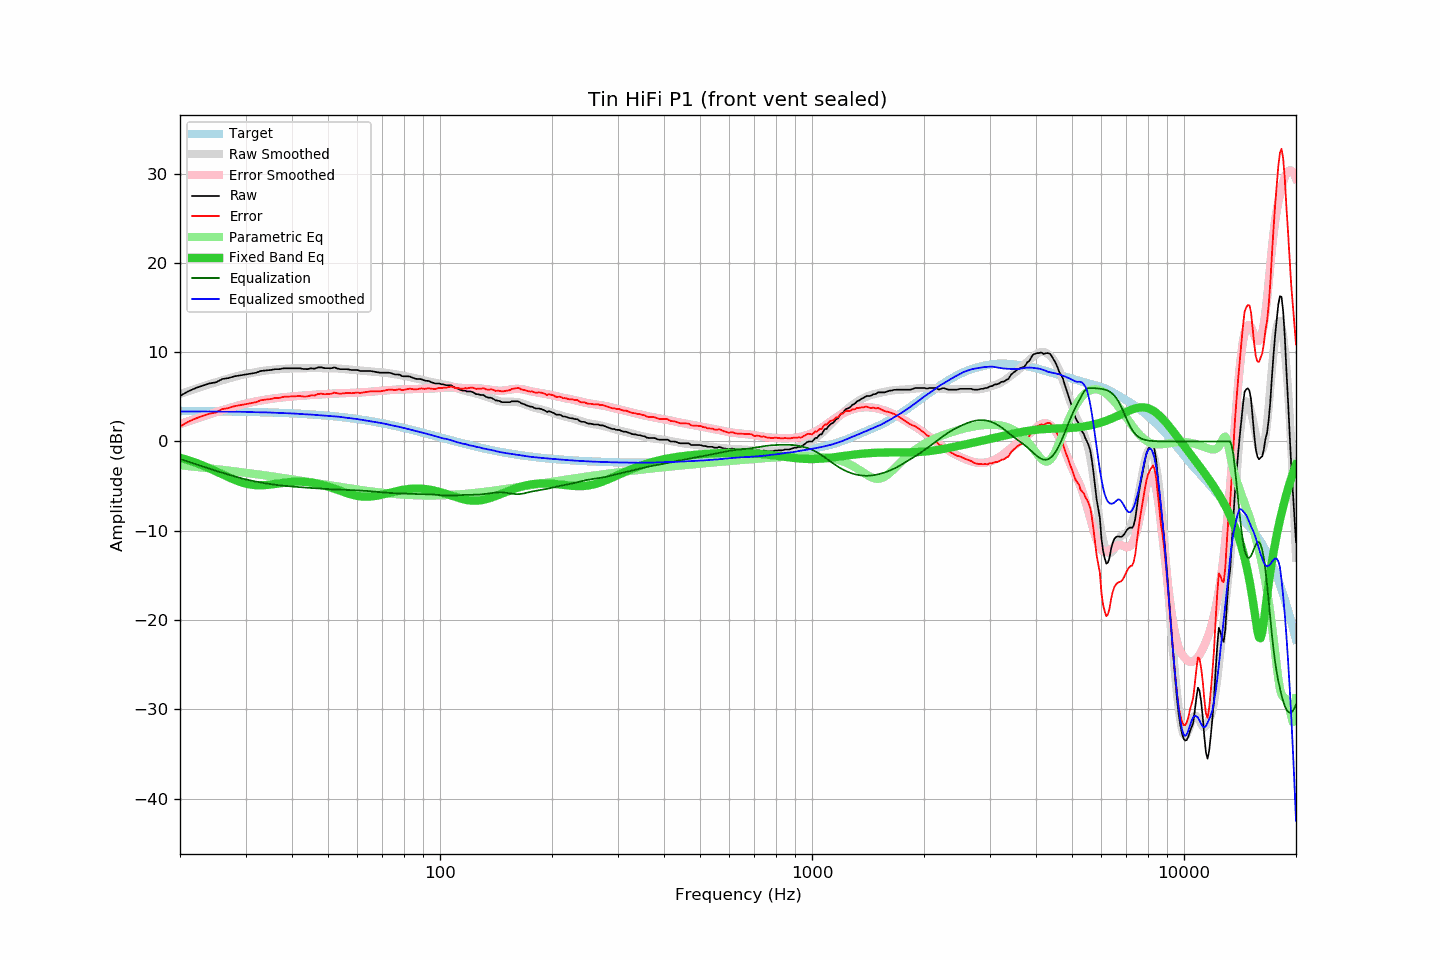 Tin HiFi P1 (front vent sealed)
Target
Raw Smoothed
Error Smoothed
Raw
Error
Parametric Eq
Fixed Band Eq
Equalization
Equalized smoothed
30
20
10
0
−10
−20
−30
−40
Amplitude (dBr)
100
1000
10000
Frequency (Hz)